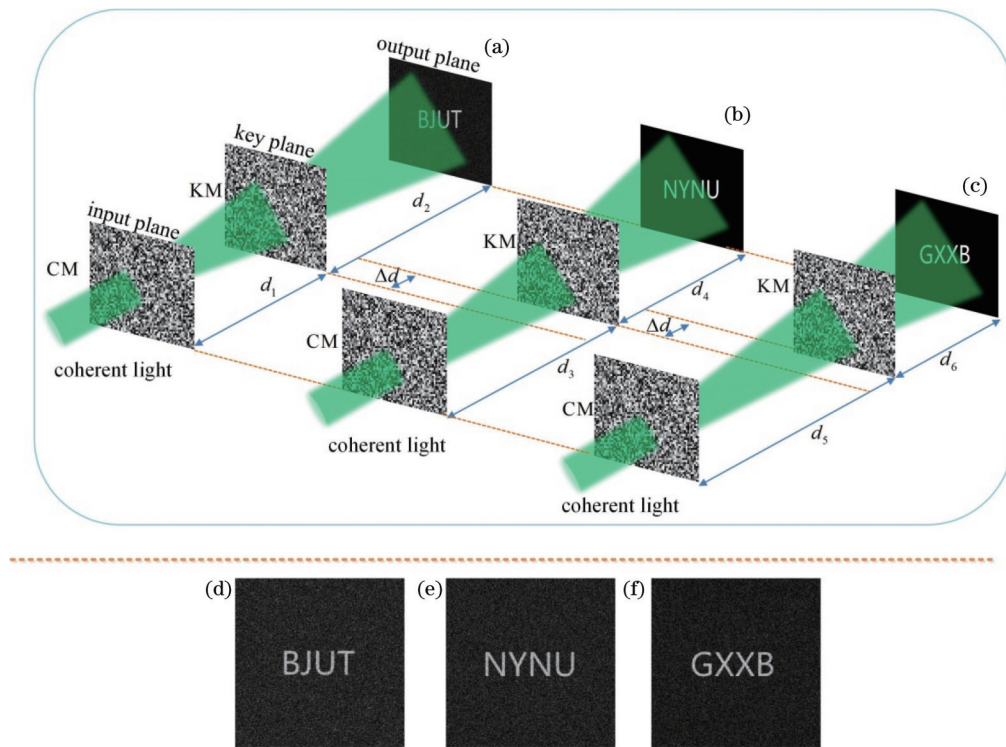 output plane
(a)
BJUT
key plane
KM
d2
(b)
NYNU
input plane
CM
d1
Δd
KM
d4
(c)
GXXB
coherent light
CM
d3
Δd
KM
d6
coherent light
CM
d5
coherent light
(d)
BJUT
(e)
NYNU
(f)
GXXB